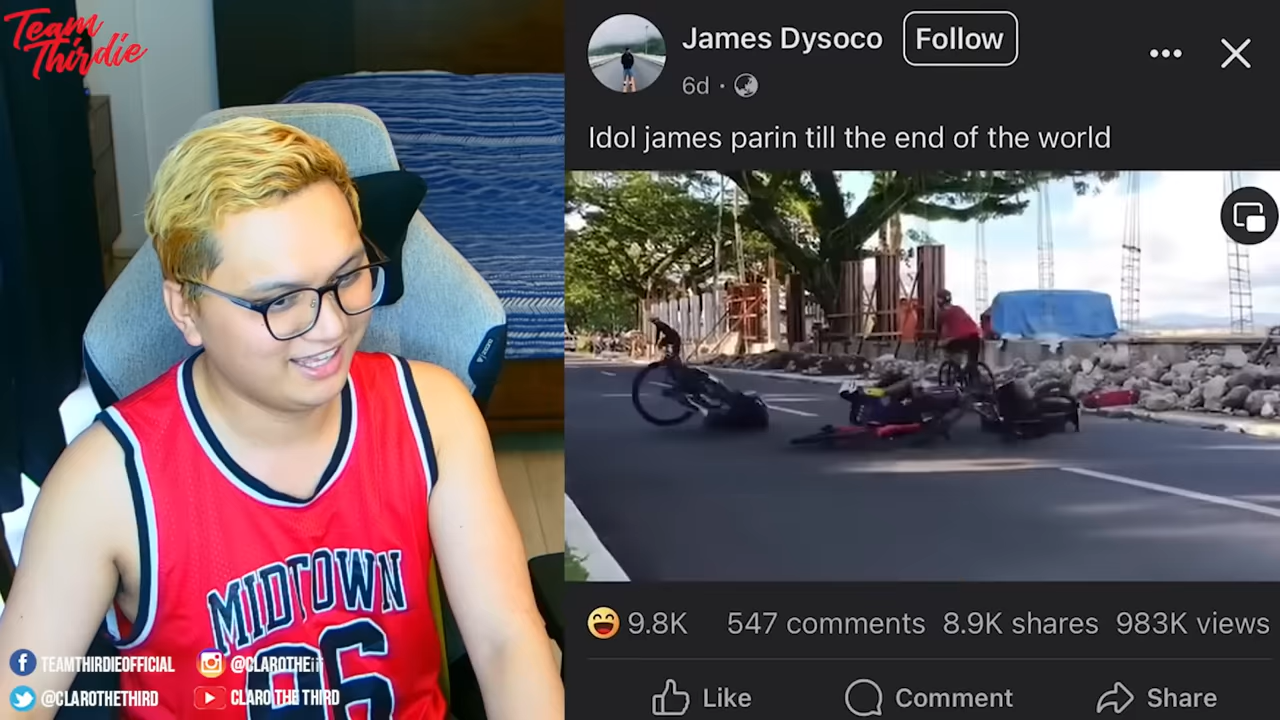 Team
Thirdie
MIDTOWN
96
TEAMTHIRDIEOFFICIAL
@CLAROTHEiii
@CLAROTHETHIRD
CLARO THE THIRD
James Dysoco
Follow
6d
Idol james parin till the end of the world
9.8K
547 comments
8.9K shares
983K views
Like
Comment
Share